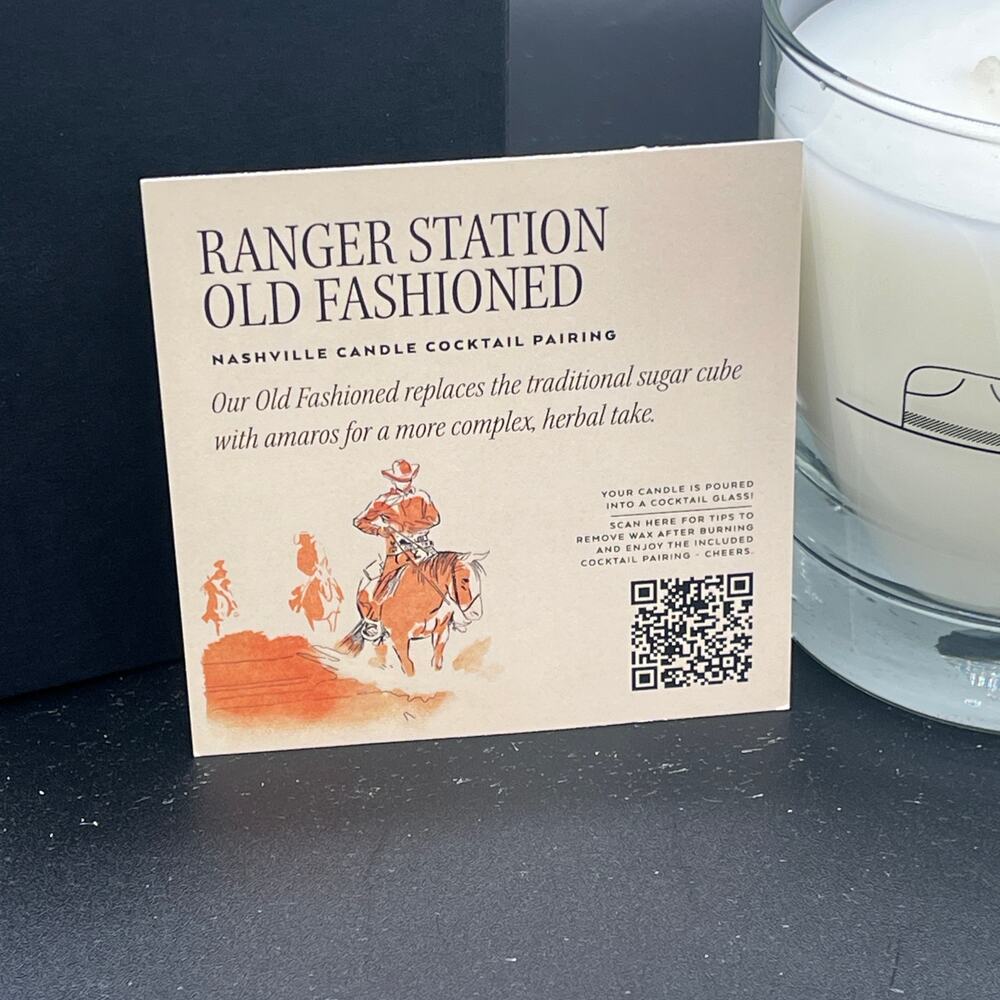 RANGER STATION
OLD FASHIONED
NASHVILLE CANDLE COCKTAIL PAIRING
Our Old Fashioned replaces the traditional sugar cube
with amaros for a more complex, herbal take.
YOUR CANDLE IS POURED
INTO A COCKTAIL GLASS!
SCAN HERE FOR TIPS TO
REMOVE WAX AFTER BURNING
AND ENJOY THE INCLUDED
COCKTAIL PAIRING - CHEERS.